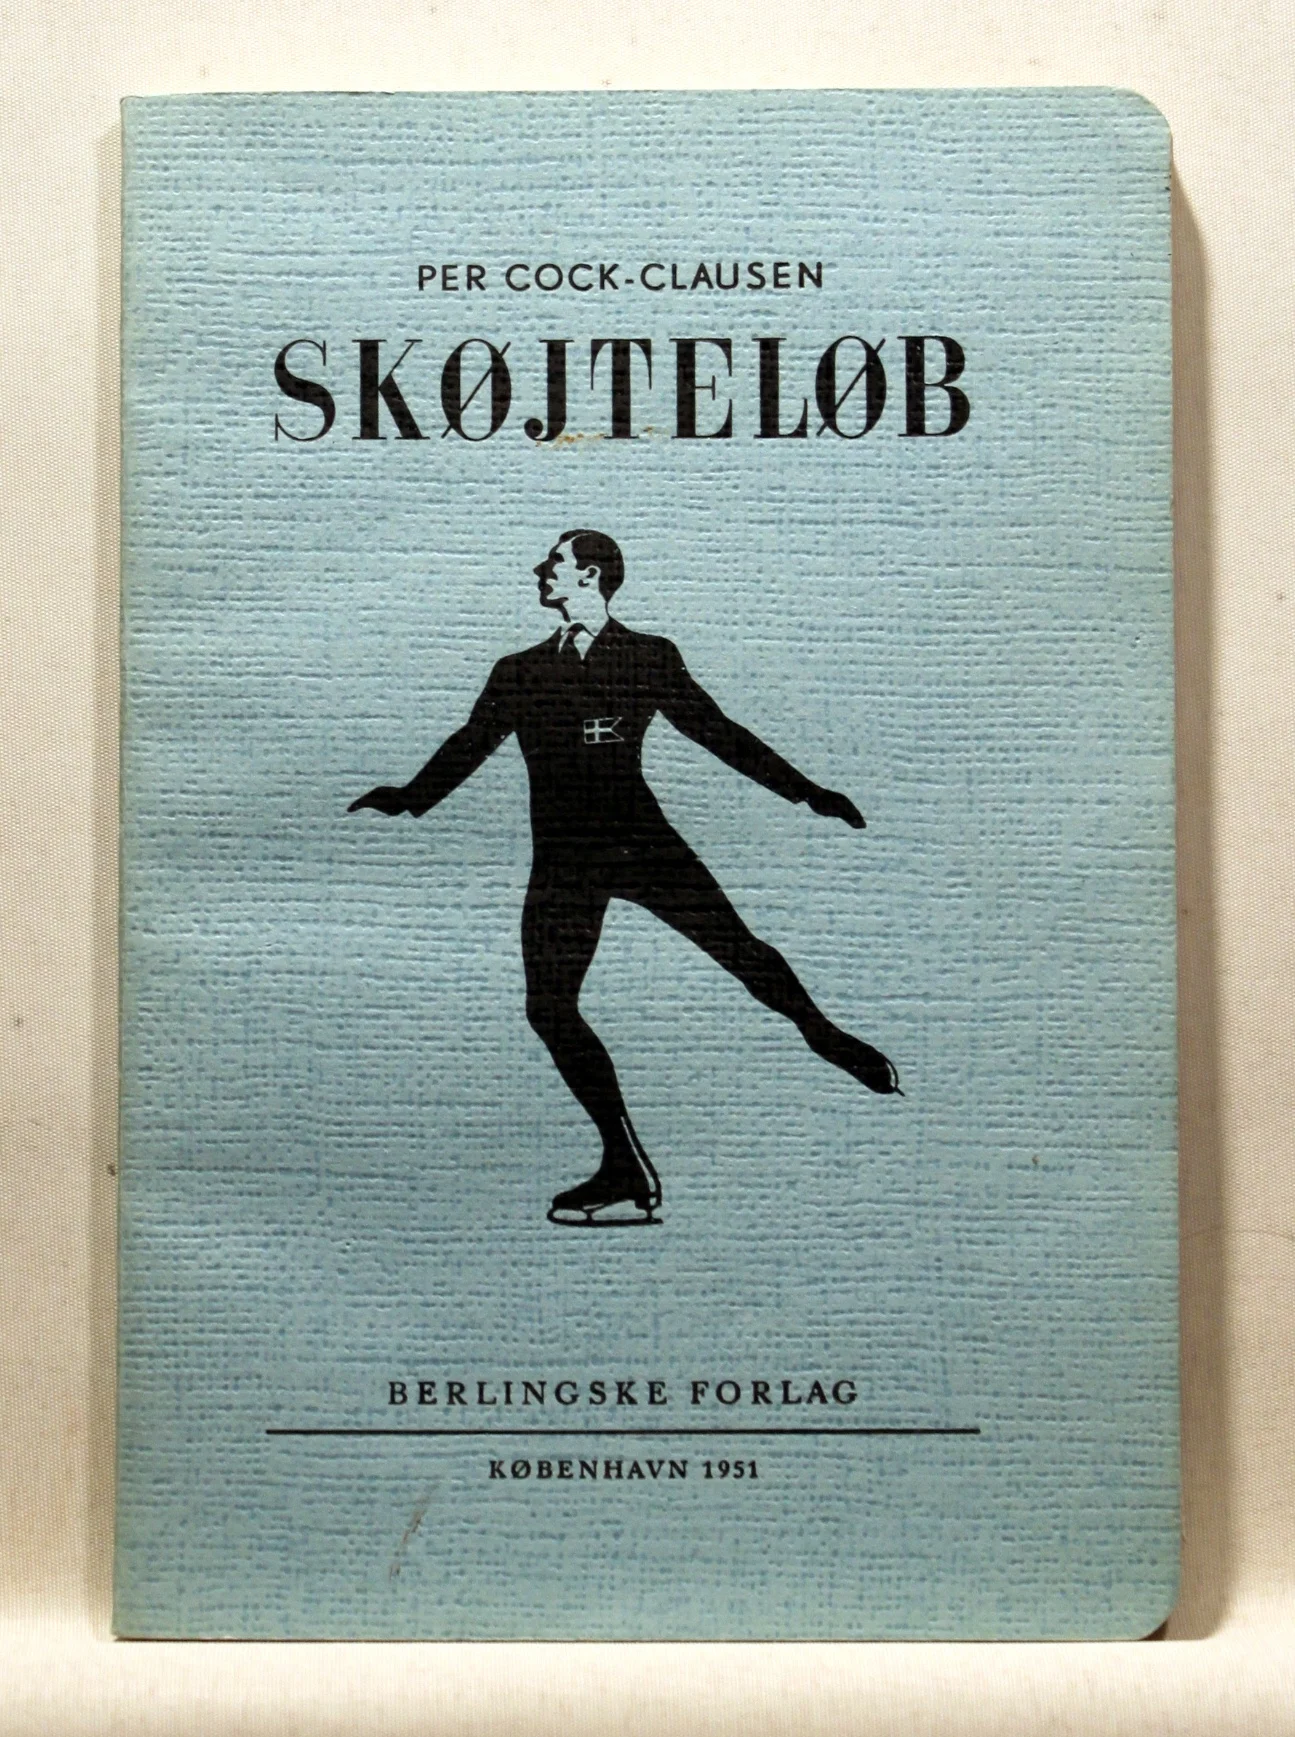 PER COCK-CLAUSEN
SKØJTELØB
BERLINGSKE FORLAG
KØBENHAVN 1951